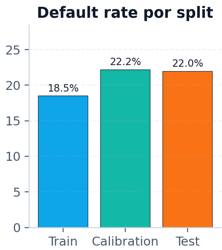 Default rate por split
25
20
15
10
5
0
18.5%
22.2%
22.0%
Train
Calibration
Test